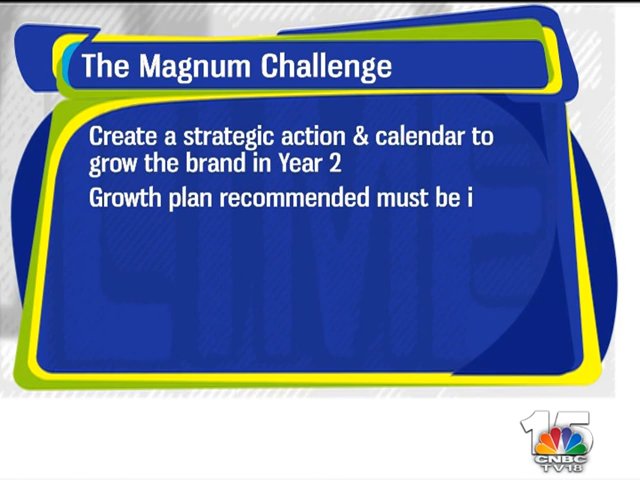 The Magnum Challenge
Create a strategic action & calendar to
grow the brand in Year 2
Growth plan recommended must be i
LIME
15
CNBC
TV18